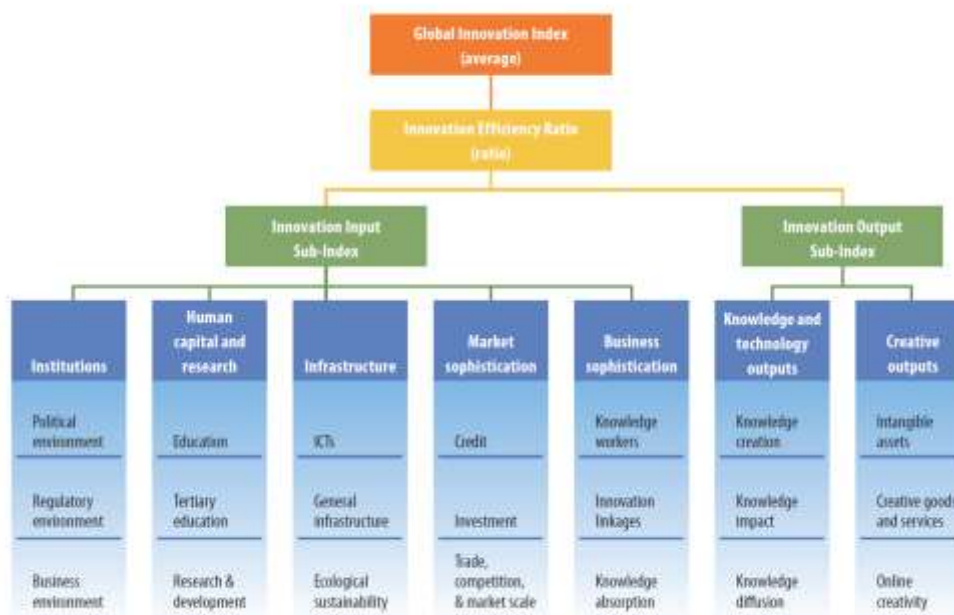 Global Innovation Index
(average)
Innovation Efficiency Ratio
(ratio)
Innovation Input
Sub-Index
Innovation Output
Sub-Index
Institutions
Human
capital and
research
Infrastructure
Market
sophistication
Business
sophistication
Knowledge and
technology
outputs
Creative
outputs
Political
environment
Education
ICTs
Credit
Knowledge
workers
Knowledge
creation
Intangible
assets
Regulatory
environment
Tertiary
education
General
infrastructure
Investment
Innovation
linkages
Knowledge
impact
Creative goods
and services
Business
environment
Research &
development
Ecological
sustainability
Trade,
competition,
& market scale
Knowledge
absorption
Knowledge
diffusion
Online
creativity